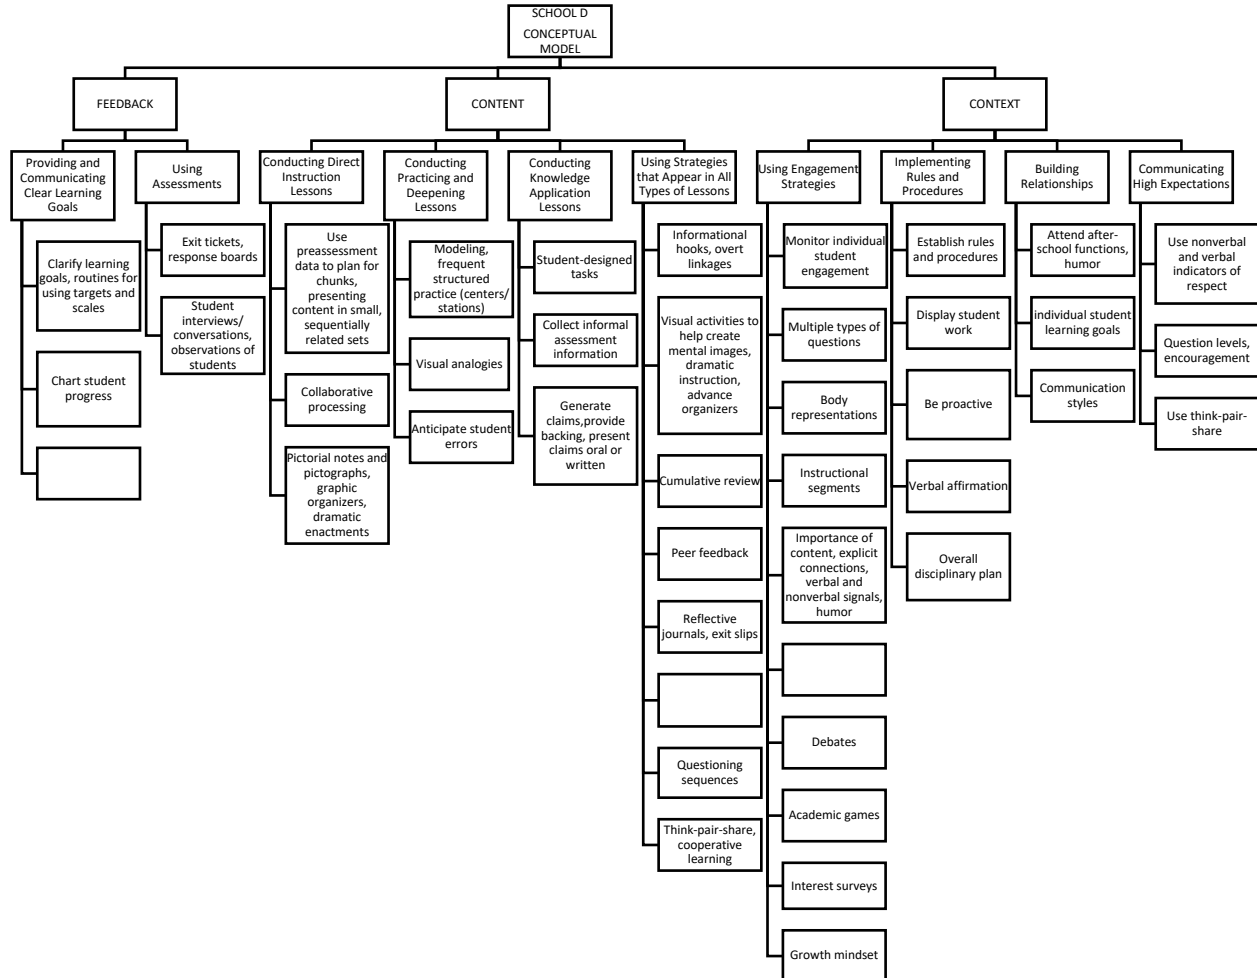 SCHOOL D
CONCEPTUAL
MODEL
FEEDBACK
CONTENT
CONTEXT
Providing and
Communicating
Clear Learning
Goals
Using
Assessments
Conducting Direct
Instruction Lessons
Conducting
Practicing and
Deepening
Lessons
Conducting
Knowledge
Application Lessons
Using Strategies
that Appear in All
Types of Lessons
Using Engagement
Strategies
Implementing
Rules and
Procedures
Building
Relationships
Communicating
High Expectations
Clarify learning
goals, routines for
using targets and
scales
Chart student
progress
Exit tickets,
response boards
Student
interviews/
conversations,
observations of
students
Use
preassessment
data to plan for
chunks,
presenting
content in small,
sequentially
related sets
Collaborative
processing
Pictorial notes and
pictographs,
graphic
organizers,
dramatic
enactments
Modeling,
frequent
structured
practice (centers/
stations)
Visual analogies
Anticipate student
errors
Student-designed
tasks
Collect informal
assessment
information
Generate
claims,provide
backing, present
claims oral or
written
Informational
hooks, overt
linkages
Visual activities to
help create
mental images,
dramatic
instruction,
advance
organizers
Cumulative review
Peer feedback
Reflective
journals, exit slips
Questioning
sequences
Think-pair-share,
cooperative
learning
Monitor individual
student
engagement
Multiple types of
questions
Body
representations
Instructional
segments
Importance of
content, explicit
connections,
verbal and
nonverbal signals,
humor
Debates
Academic games
Interest surveys
Growth mindset
Establish rules
and procedures
Display student
work
Be proactive
Verbal affirmation
Overall
disciplinary plan
Attend after-
school functions,
humor
individual student
learning goals
Communication
styles
Use nonverbal
and verbal
indicators of
respect
Question levels,
encouragement
Use think-pair-
share